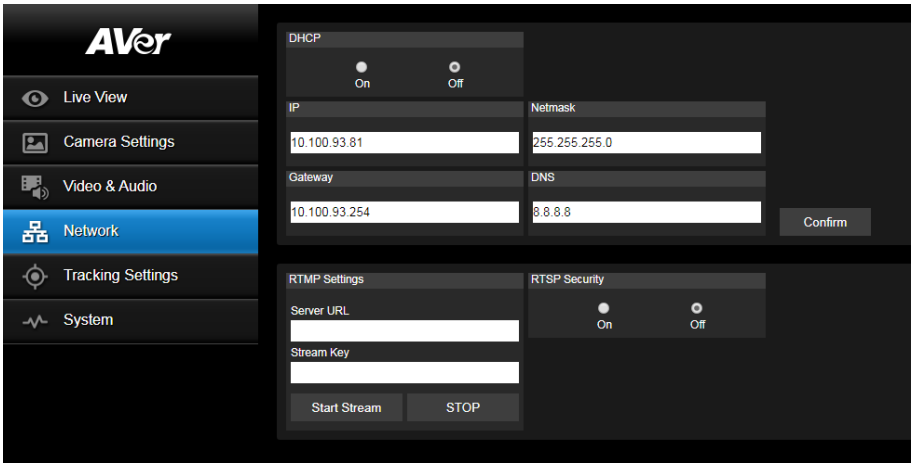 AVer
Live View
Camera Settings
Video & Audio
Network
Tracking Settings
System
DHCP
On Off
IP Netmask
10.100.93.81 255.255.255.0
Gateway DNS
10.100.93.254 8.8.8.8
Confirm
RTMP Settings RTSP Security
Server URL
On Off
Stream Key
Start Stream STOP